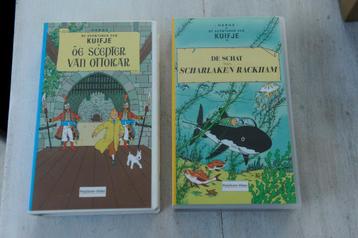 HERGÉ
DE AVONTUREN VAN
KUIFJE
DE SCEPTER
VAN OTTOKAR
HERGÉ
DE AVONTUREN VAN
KUIFJE
DE SCHAT
VAN
SCHARLAKEN RACKHAM